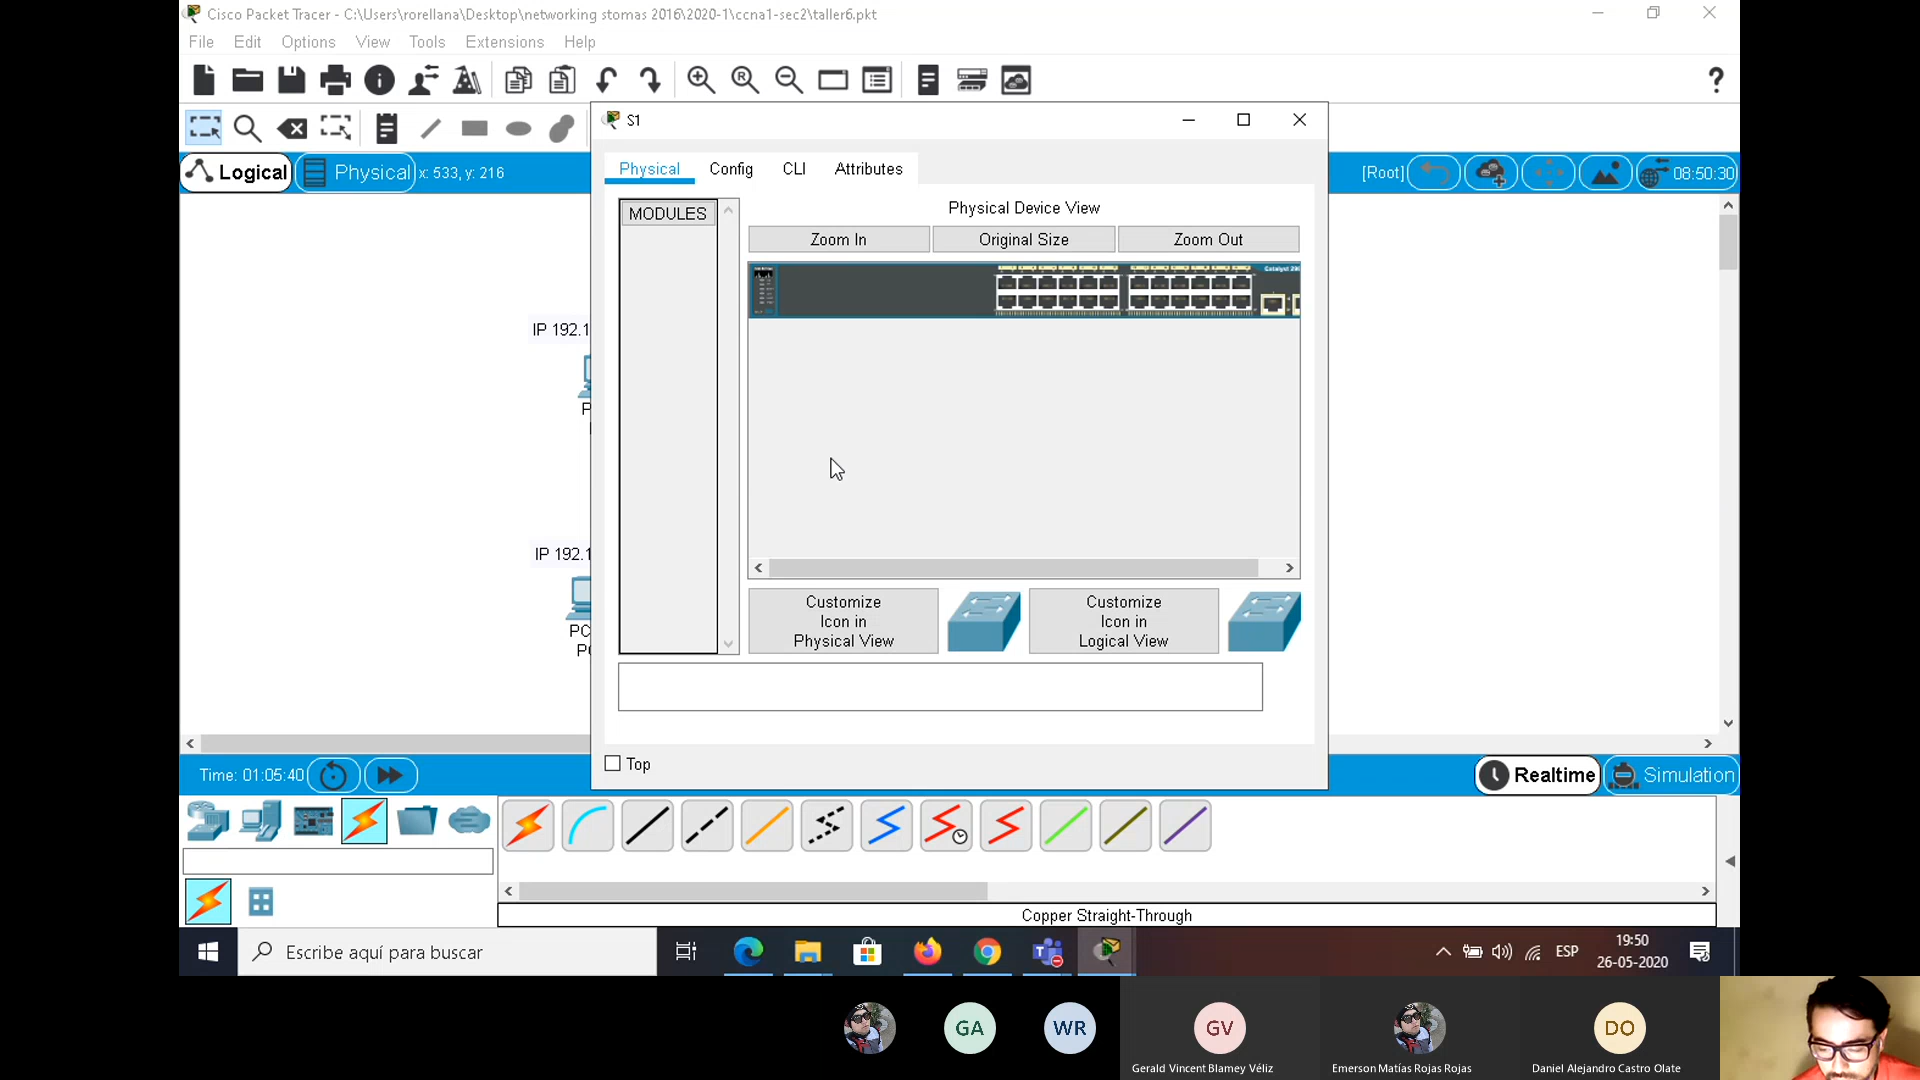 Cisco Packet Tracer - C:\Users\rorellana\Desktop\networking stomas 2016\2020-1\ccna1-sec2\taller6.pkt
File Edit Options View Tools Extensions Help
S1
Logical Physical x: 533, y: 216
[Root] 08:50:30
Physical Config CLI Attributes
MODULES
Physical Device View
Zoom In Original Size Zoom Out
IP 192.1
P
IP 192.1
PC
P
Customize
Icon in
Physical View
Customize
Icon in
Logical View
Top
Time: 01:05:40
Realtime Simulation
Copper Straight-Through
Escribe aquí para buscar
ESP
19:50
26-05-2020
GA
WR
GV
DO
Gerald Vincent Blamey Véliz
Emerson Matías Rojas Rojas
Daniel Alejandro Castro Olate